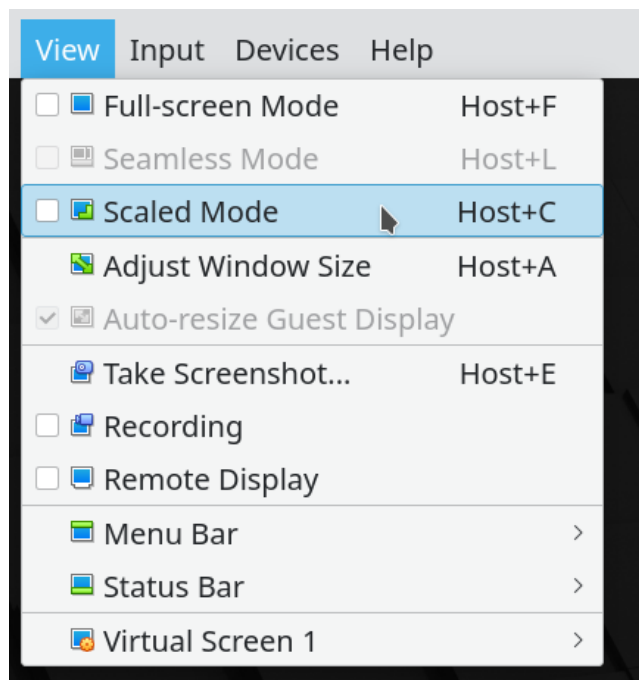 View Input Devices Help
Full-screen Mode Host+F
Seamless Mode Host+L
Scaled Mode Host+C
Adjust Window Size Host+A
Auto-resize Guest Display
Take Screenshot... Host+E
Recording
Remote Display
Menu Bar
Status Bar
Virtual Screen 1